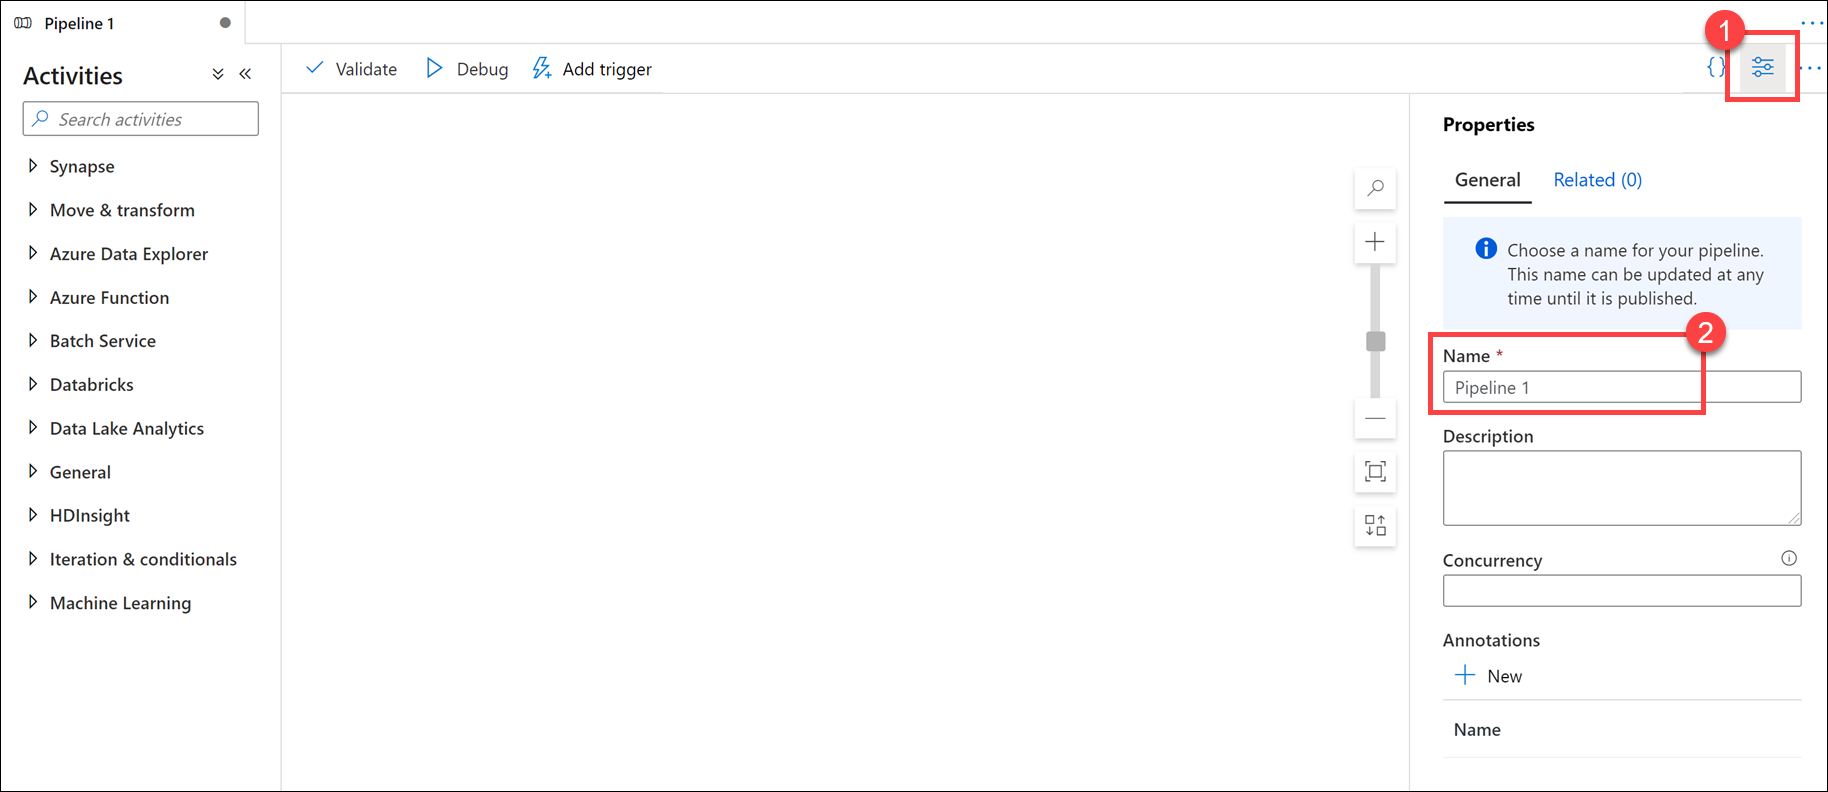 Pipeline 1
Activities
Search activities
Synapse
Move & transform
Azure Data Explorer
Azure Function
Batch Service
Databricks
Data Lake Analytics
General
HDInsight
Iteration & conditionals
Machine Learning
Validate
Debug
Add trigger
{}
1
Properties
General
Related (0)
Choose a name for your pipeline.
This name can be updated at any
time until it is published.
2
Name *
Pipeline 1
Description
Concurrency
Annotations
New
Name